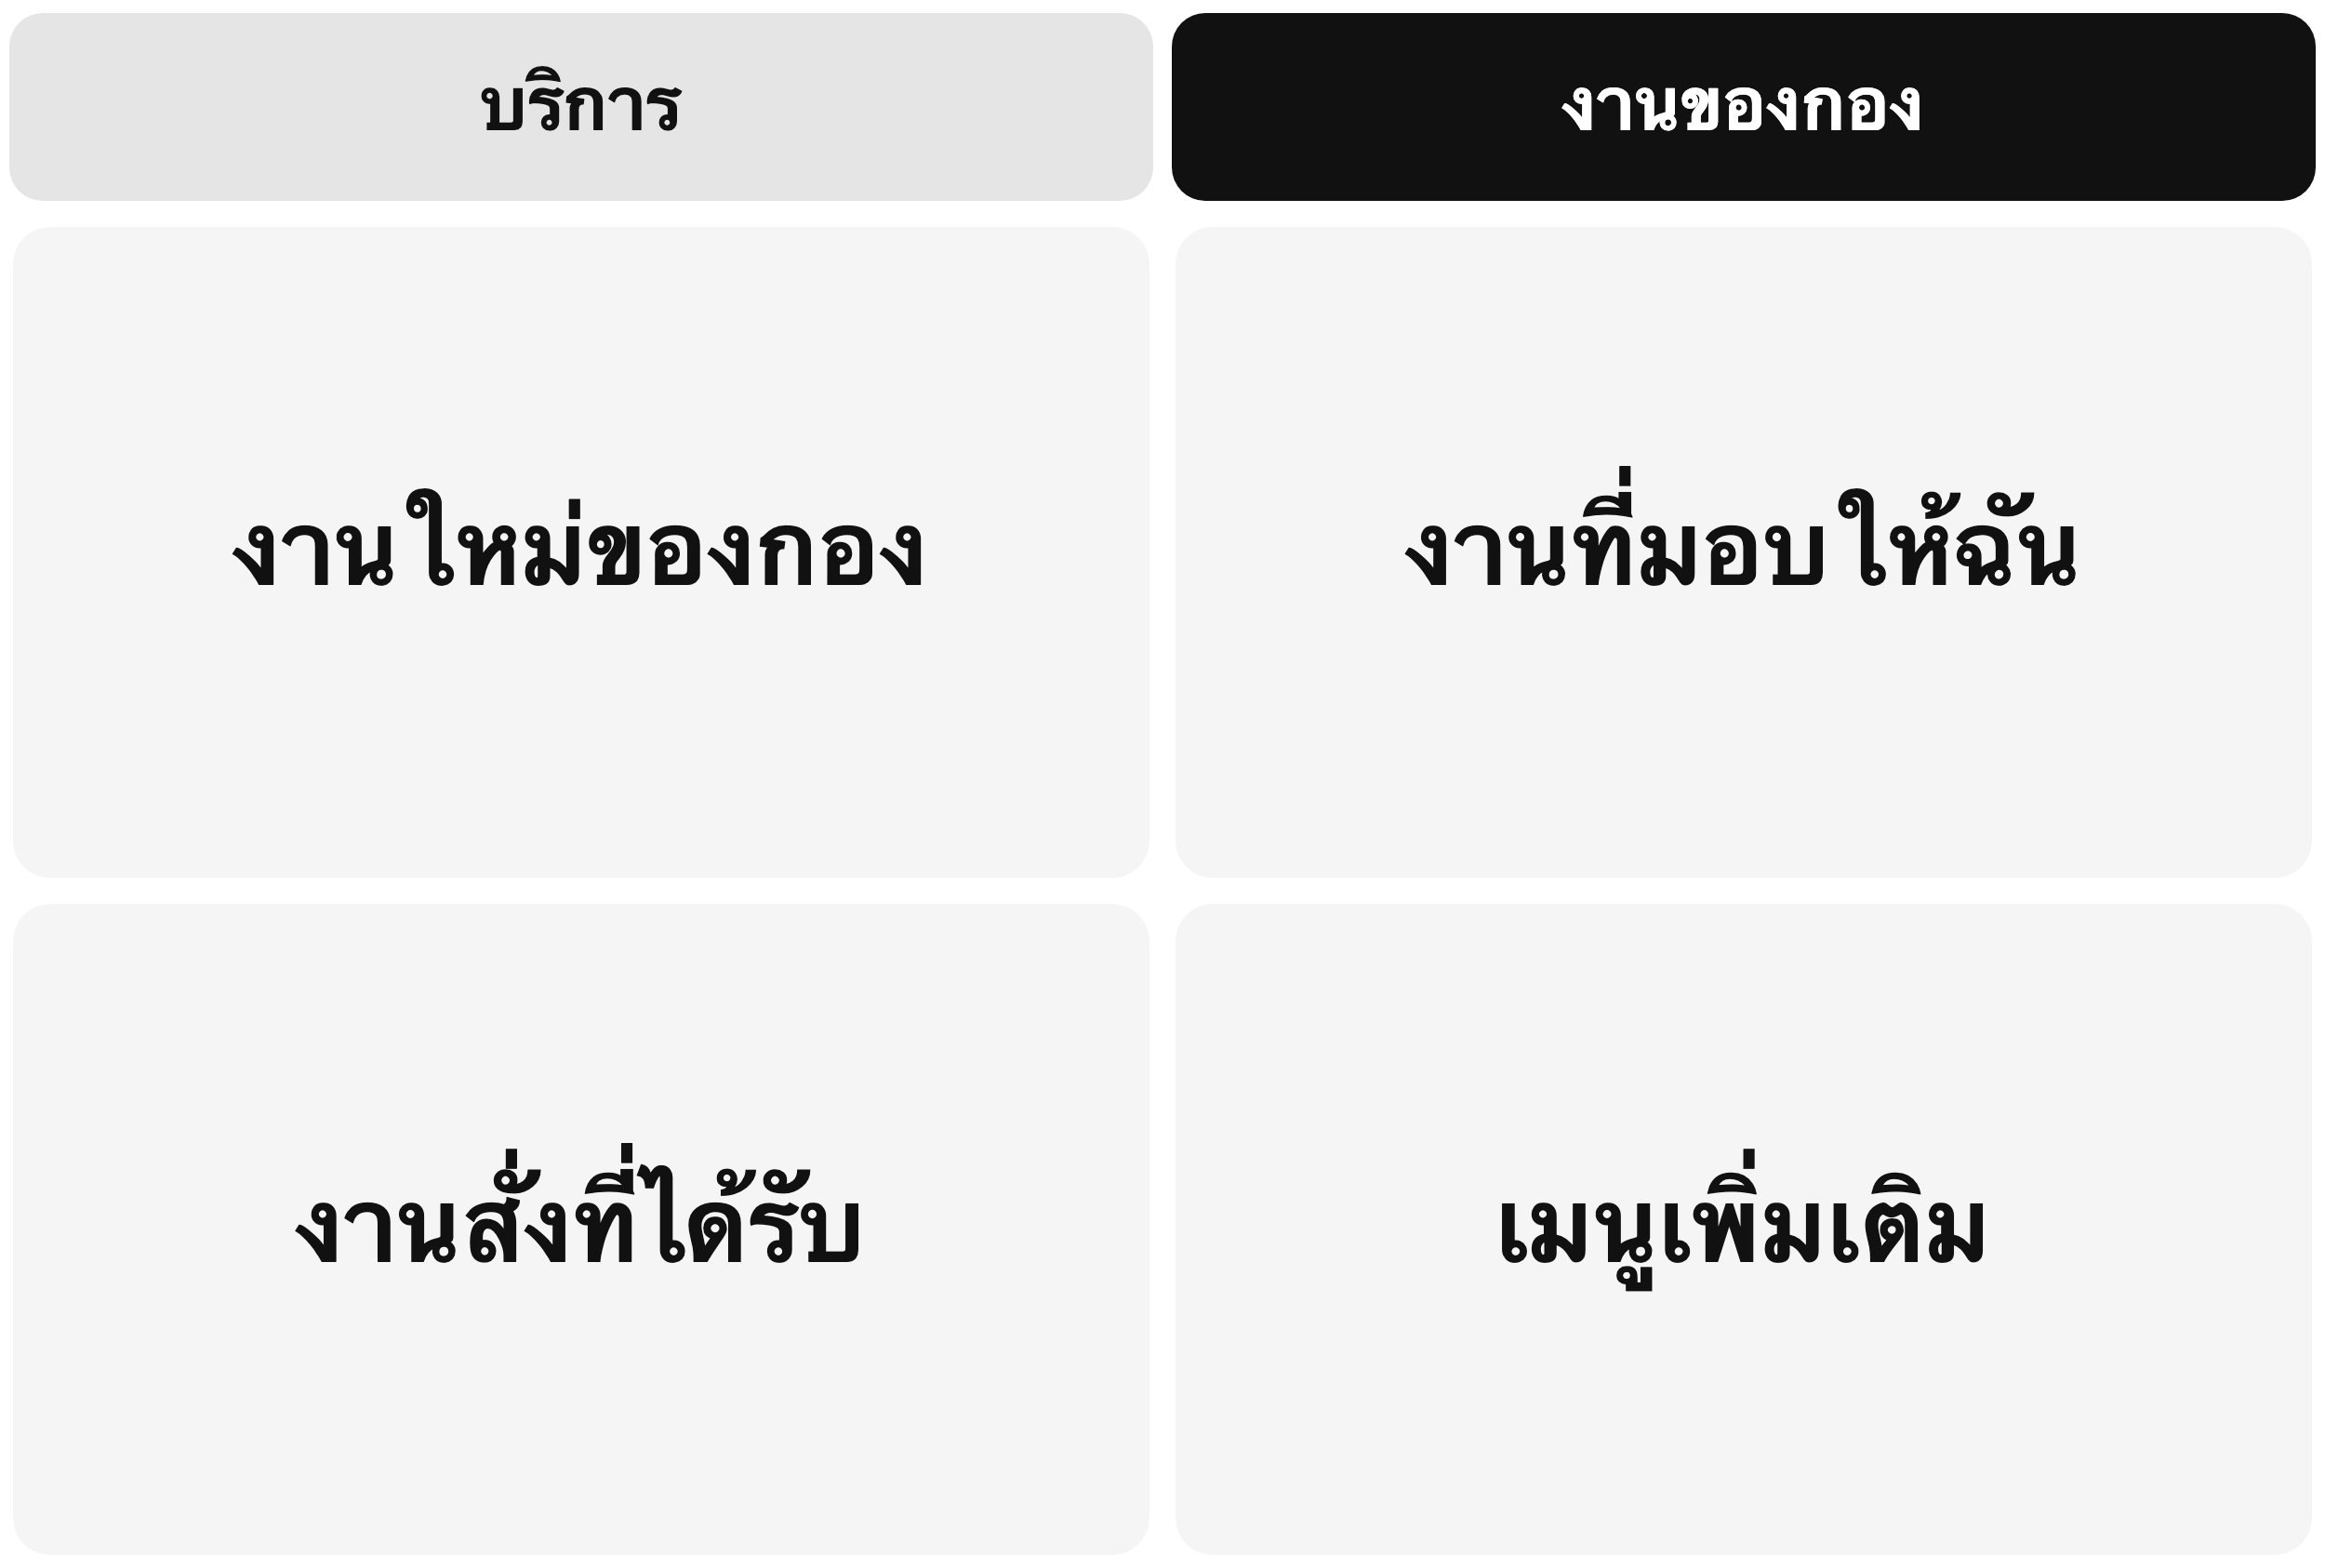 บริการ
งานของกอง
งานใหม่ของกอง
งานที่มอบให้ฉัน
งานสั่งที่ได้รับ
เมนูเพิ่มเติม